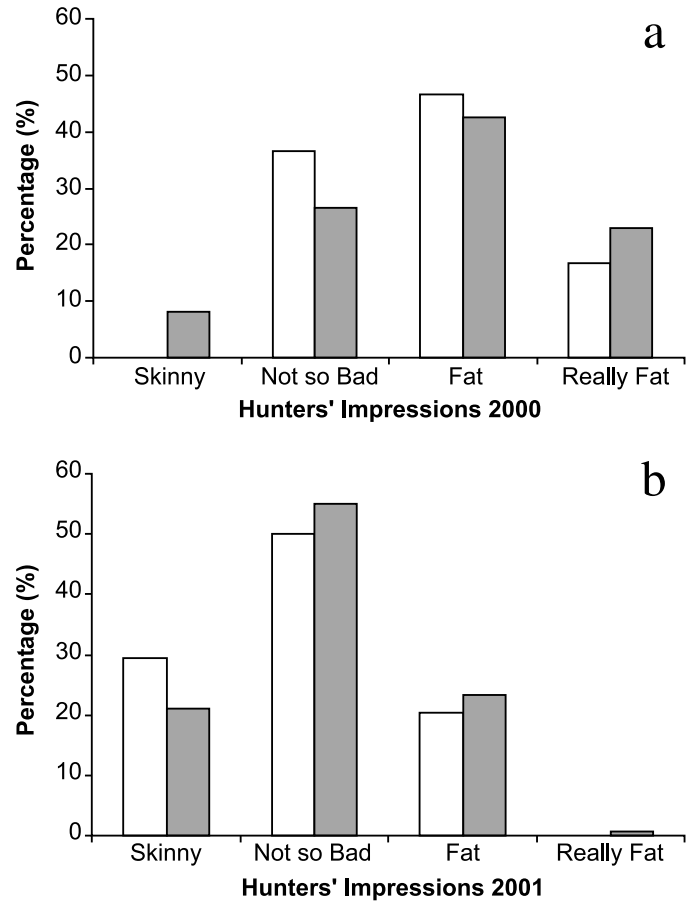 a
Percentage (%)
60
50
40
30
20
10
0
Skinny Not so Bad Fat Really Fat
Hunters' Impressions 2000
b
Percentage (%)
60
50
40
30
20
10
0
Skinny Not so Bad Fat Really Fat
Hunters' Impressions 2001